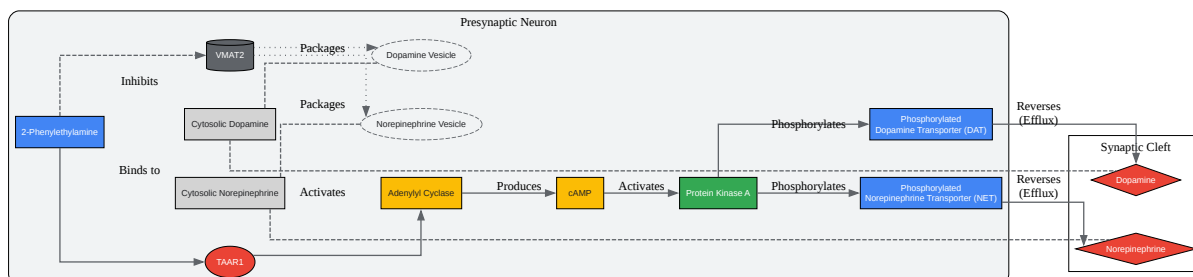 Presynaptic Neuron
VMAT2
Packages
Dopamine Vesicle
Inhibits
Packages
2-Phenylethylamine
Cytosolic Dopamine
Norepinephrine Vesicle
Phosphorylates
Phosphorylated
Dopamine Transporter (DAT)
Reverses
(Efflux)
Synaptic Cleft
Binds to
Cytosolic Norepinephrine
Activates
Adenylyl Cyclase
Produces
cAMP
Activates
Protein Kinase A
Phosphorylates
Phosphorylated
Norepinephrine Transporter (NET)
Reverses
(Efflux)
Dopamine
TAAR1
Norepinephrine